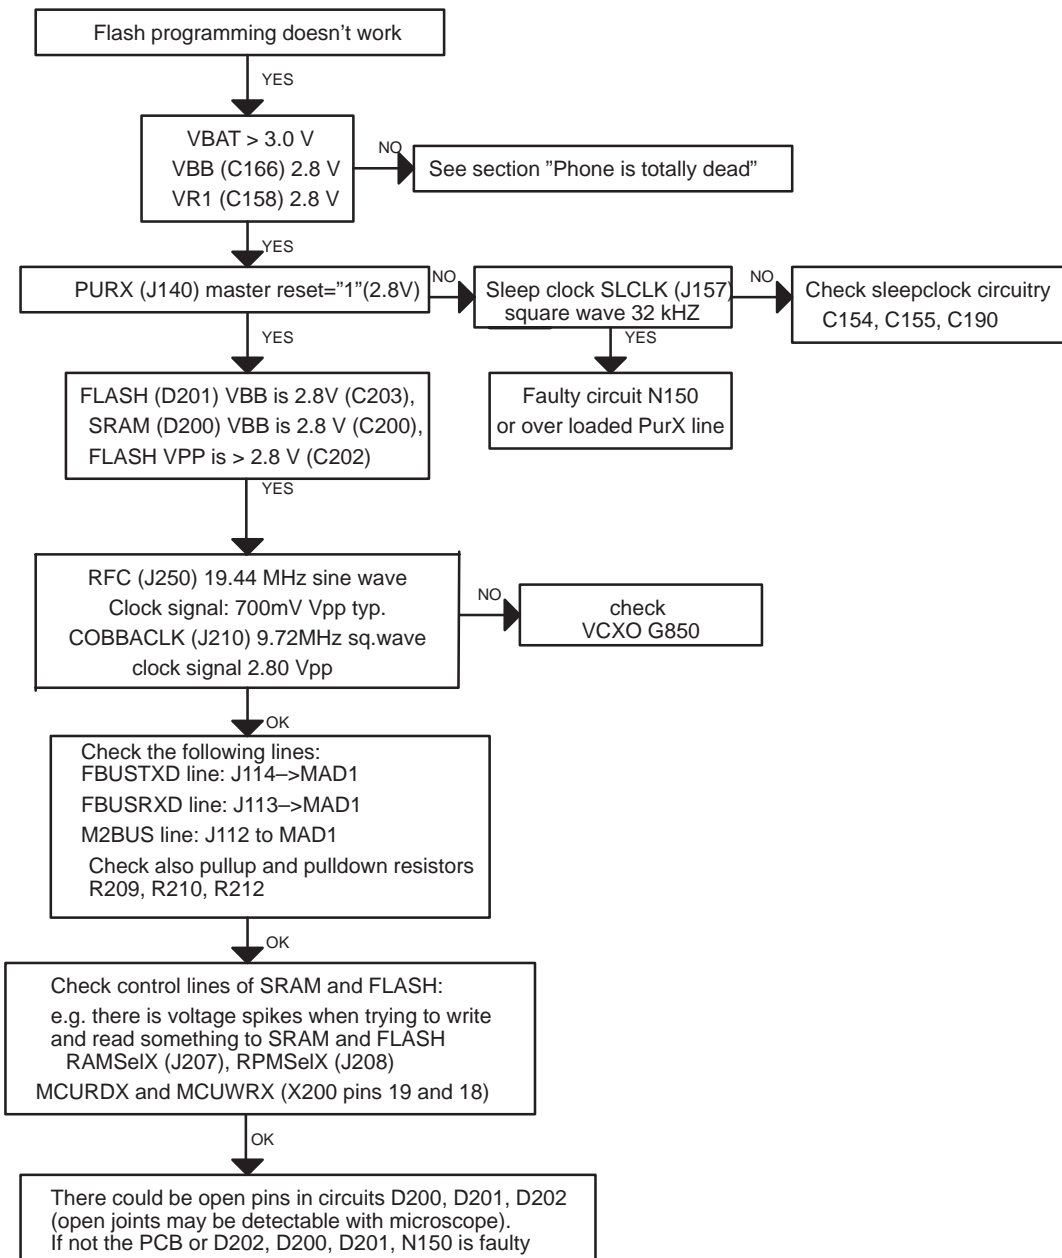 Flash programming doesn't work
YES
VBAT > 3.0 V
VBB (C166) 2.8 V
VR1 (C158) 2.8 V
NO
See section ”Phone is totally dead”
YES
PURX (J140) master reset=”1”(2.8V)
NO
Sleep clock SLCLK (J157)
square wave 32 kHZ
NO
Check sleepclock circuitry
C154, C155, C190
YES
YES
Faulty circuit N150
or over loaded PurX line
FLASH (D201) VBB is 2.8V (C203),
SRAM (D200) VBB is 2.8 V (C200),
FLASH VPP is > 2.8 V (C202)
YES
RFC (J250) 19.44 MHz sine wave
Clock signal: 700mV Vpp typ.
COBBACLK (J210) 9.72MHz sq.wave
clock signal 2.80 Vpp
NO
check
VCXO G850
OK
Check the following lines:
FBUSTXD line: J114–>MAD1
FBUSRXD line: J113–>MAD1
M2BUS line: J112 to MAD1
Check also pullup and pulldown resistors
R209, R210, R212
OK
Check control lines of SRAM and FLASH:
e.g. there is voltage spikes when trying to write
and read something to SRAM and FLASH
RAMSelX (J207), RPMSelX (J208)
MCURDX and MCUWRX (X200 pins 19 and 18)
OK
There could be open pins in circuits D200, D201, D202
(open joints may be detectable with microscope).
If not the PCB or D202, D200, D201, N150 is faulty